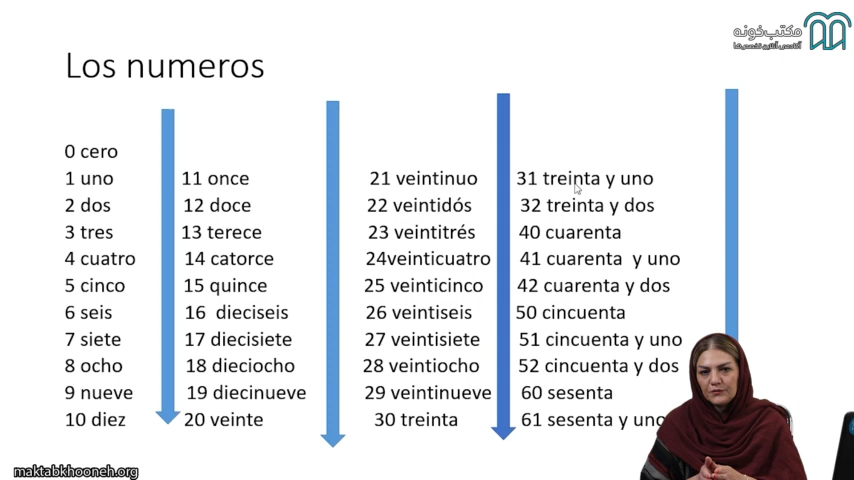 مکتب‌خونه
آکادمی آنلاین تخصص‌ها
Los numeros
0 cero
1 uno
2 dos
3 tres
4 cuatro
5 cinco
6 seis
7 siete
8 ocho
9 nueve
10 diez
11 once
12 doce
13 terece
14 catorce
15 quince
16 dieciseis
17 diecisiete
18 dieciocho
19 diecinueve
20 veinte
21 veintinuo
22 veintidós
23 veintitrés
24veinticuatro
25 veinticinco
26 veintiseis
27 veintisiete
28 veintiocho
29 veintinueve
30 treinta
31 treinta y uno
32 treinta y dos
40 cuarenta
41 cuarenta y uno
42 cuarenta y dos
50 cincuenta
51 cincuenta y uno
52 cincuenta y dos
60 sesenta
61 sesenta y uno
maktabkhooneh.org